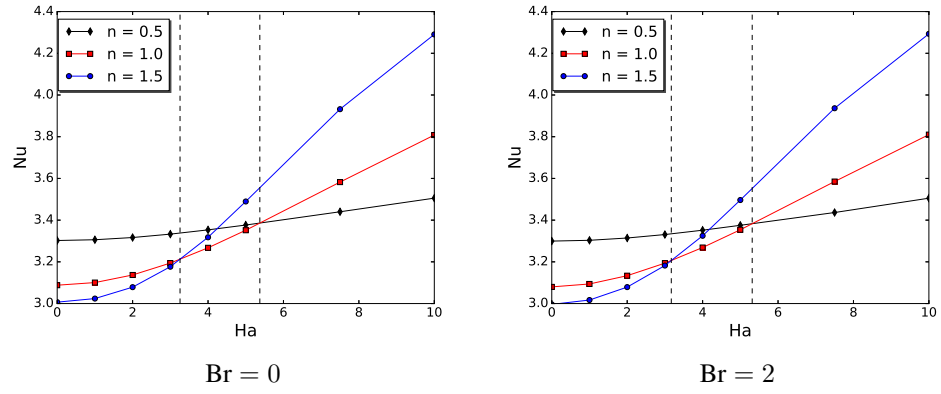 4.4
4.2
4.0
3.8
3.6
3.4
3.2
3.0
Nu
n = 0.5
n = 1.0
n = 1.5
0 2 4 6 8 10
Ha
Br = 0
4.4
4.2
4.0
3.8
3.6
3.4
3.2
3.0
Nu
n = 0.5
n = 1.0
n = 1.5
0 2 4 6 8 10
Ha
Br = 2